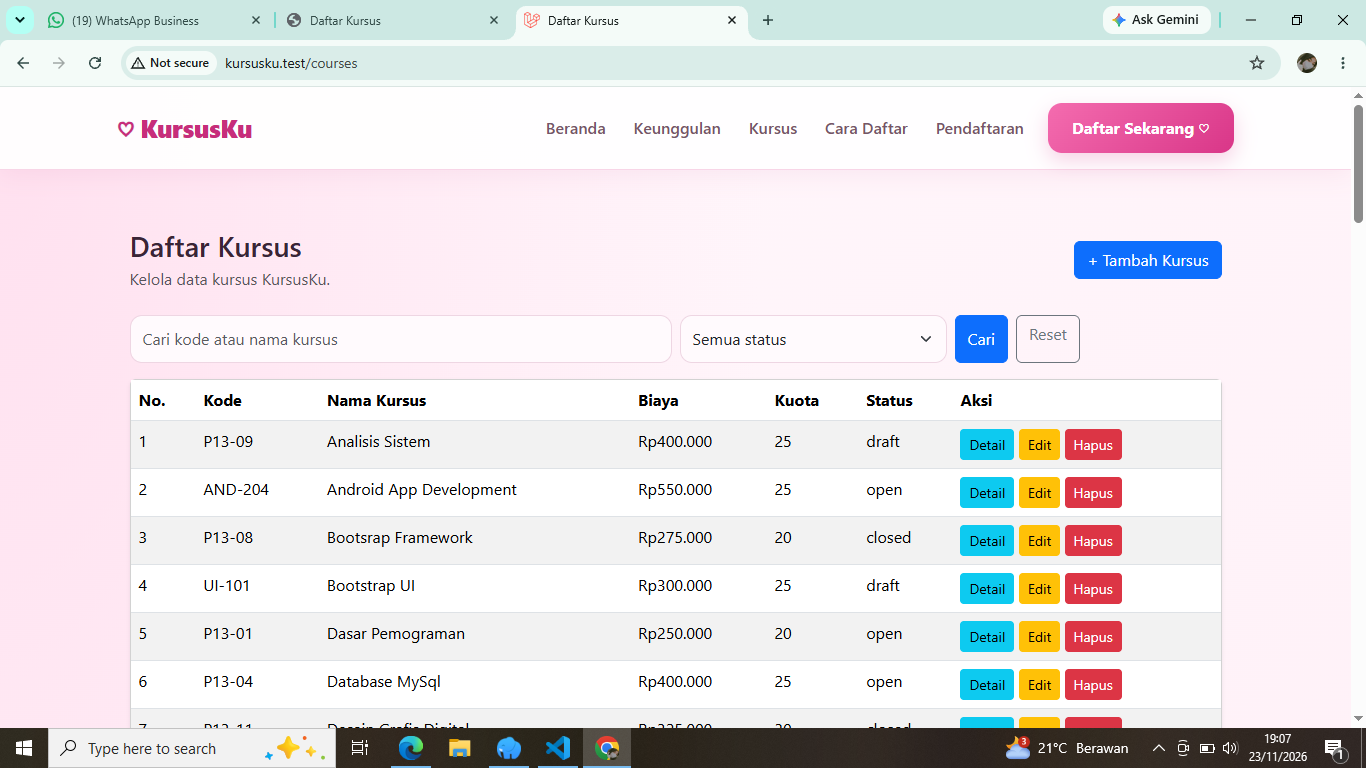 (19) WhatsApp Business
Daftar Kursus
Daftar Kursus
Ask Gemini
Not secure
kursusku.test/courses
♡ KursusKu
Beranda
Keunggulan
Kursus
Cara Daftar
Pendaftaran
Daftar Sekarang ♡
Daftar Kursus
Kelola data kursus KursusKu.
+ Tambah Kursus
Cari kode atau nama kursus
Semua status
Cari
Reset
No. Kode Nama Kursus Biaya Kuota Status Aksi
1 P13-09 Analisis Sistem Rp400.000 25 draft Detail Edit Hapus
2 AND-204 Android App Development Rp550.000 25 open Detail Edit Hapus
3 P13-08 Bootsrap Framework Rp275.000 20 closed Detail Edit Hapus
4 UI-101 Bootstrap UI Rp300.000 25 draft Detail Edit Hapus
5 P13-01 Dasar Pemograman Rp250.000 20 open Detail Edit Hapus
6 P13-04 Database MySql Rp400.000 25 open Detail Edit Hapus
Type here to search
3
21°C Berawan
19:07
23/11/2026
1